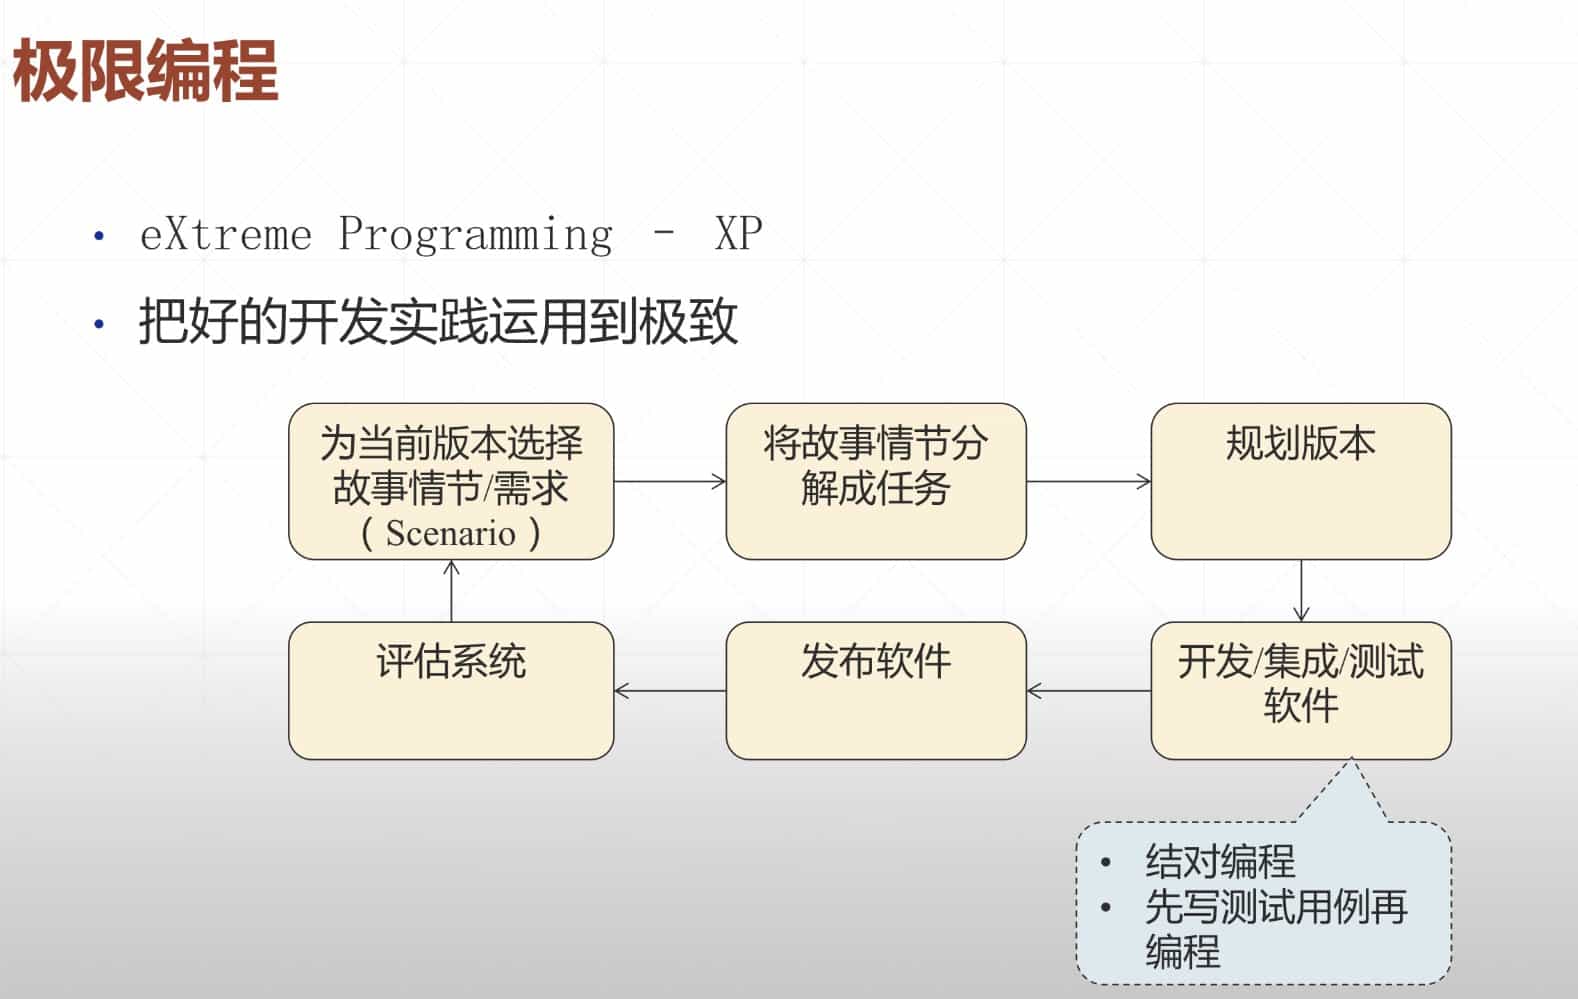 极限编程
• eXtreme Programming – XP
• 把好的开发实践运用到极致
为当前版本选择
故事情节/需求
（Scenario）
将故事情节分
解成任务
规划版本
评估系统
发布软件
开发/集成/测试
软件
• 结对编程
• 先写测试用例再
编程